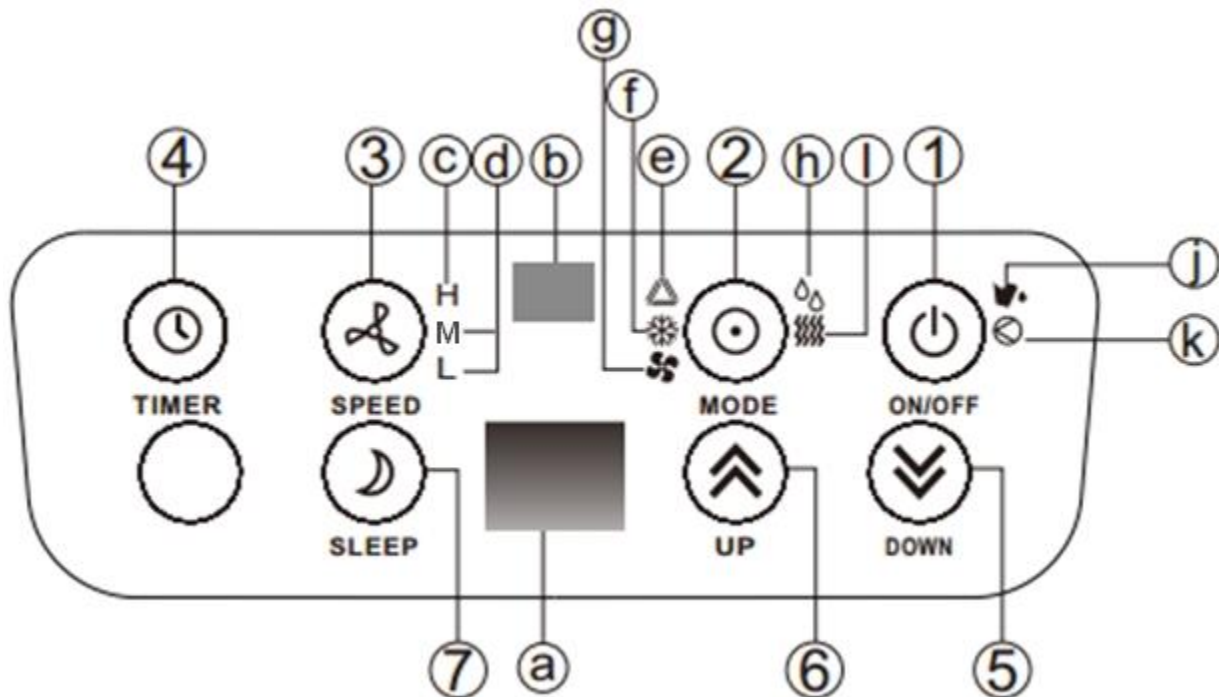 g
f
4 3 c d b e 2 h l 1
H
j
M
k
L
TIMER SPEED MODE ON/OFF
SLEEP UP DOWN
7 a 6 5